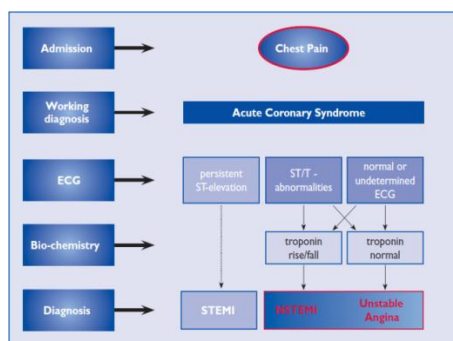 Admission
Chest Pain
Working
diagnosis
Acute Coronary Syndrome
ECG
persistent
ST-elevation
ST/T -
abnormalities
normal or
undetermined
ECG
Bio-chemistry
troponin
rise/fall
troponin
normal
Diagnosis
STEMI
NSTEMI
Unstable
Angina